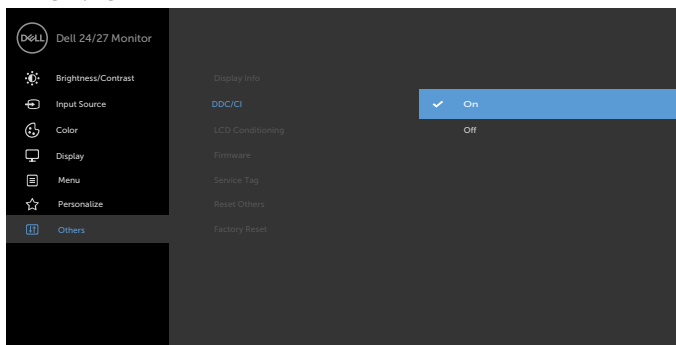 DELL Dell 24/27 Monitor
Brightness/Contrast Display Info
Input Source DDC/CI On
Color LCD Conditioning Off
Display Firmware
Menu Service Tag
Personalize Reset Others
Others Factory Reset